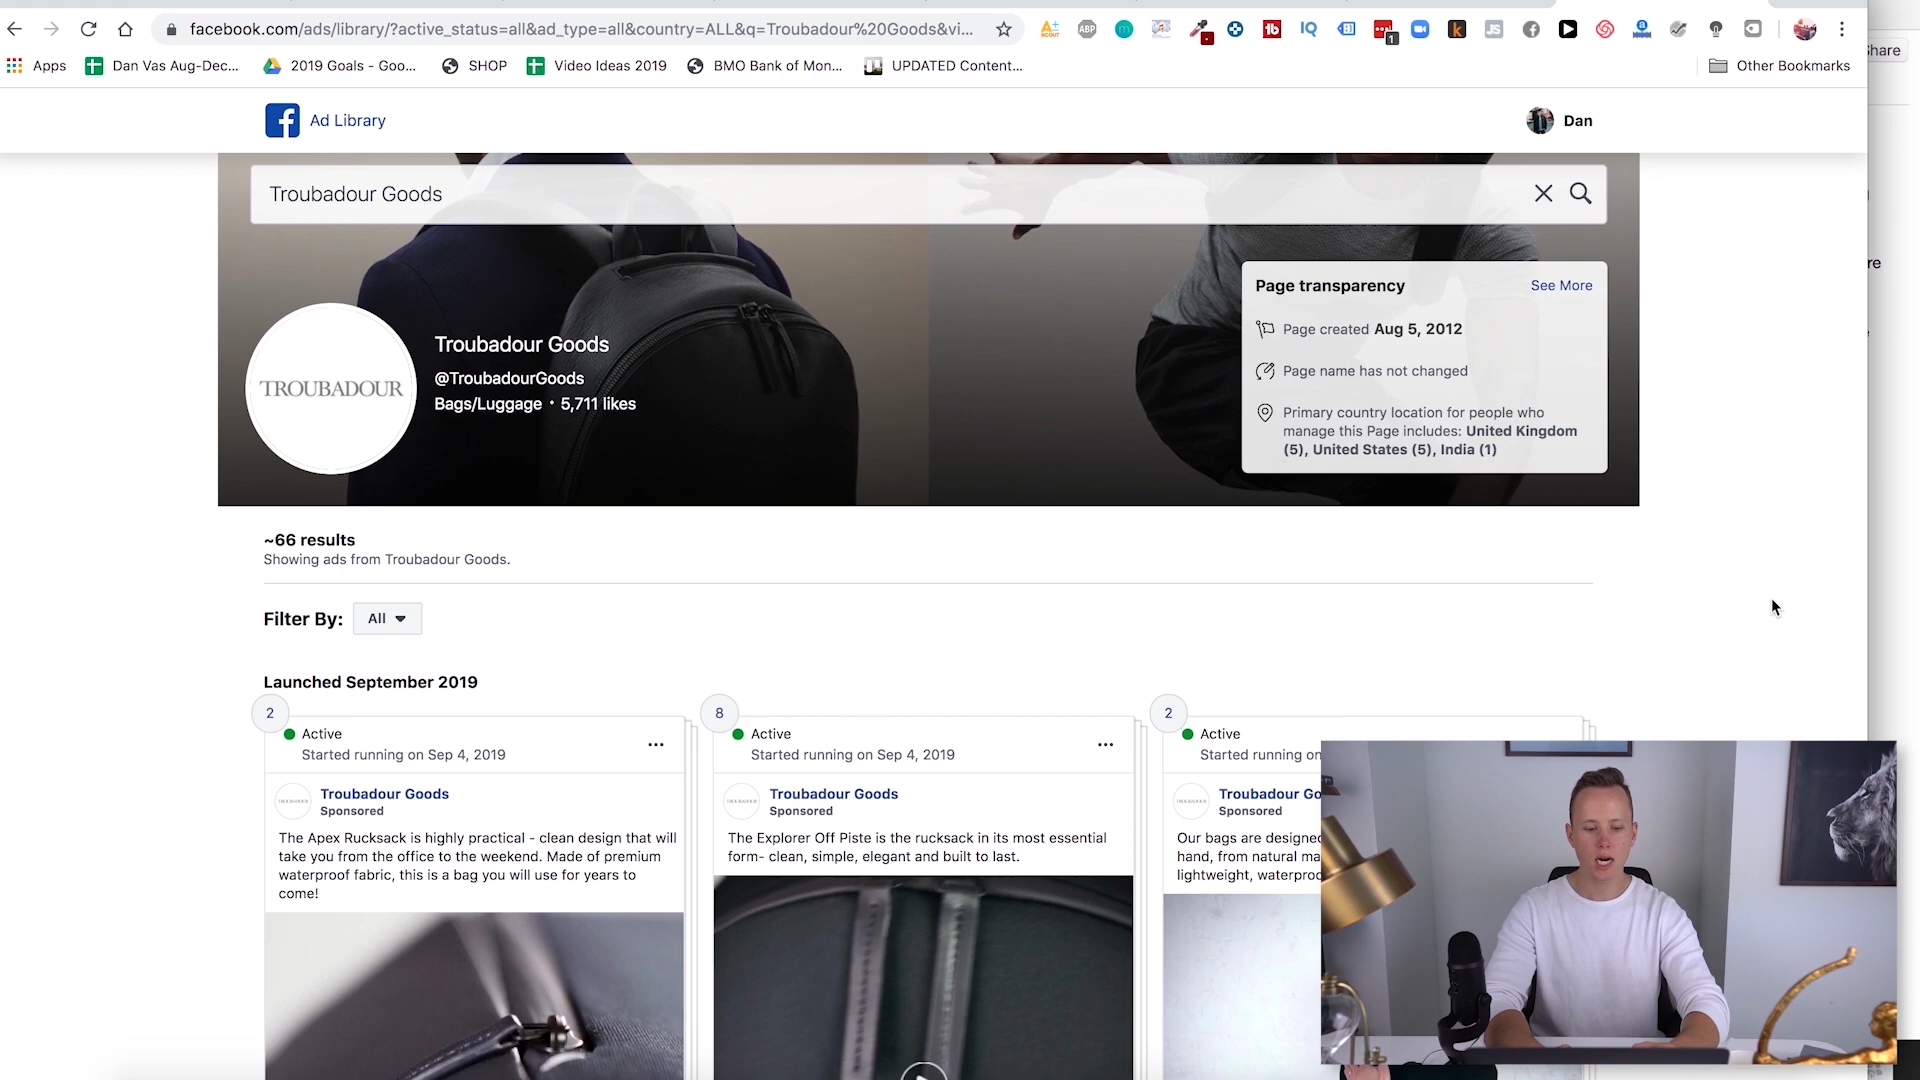 facebook.com/ads/library/?active_status=all&ad_type=all&country=ALL&q=Troubadour%20Goods&vi...
ABP
m
IQ
1
k
JS
hare
Apps
Dan Vas Aug-Dec...
2019 Goals - Goo...
SHOP
Video Ideas 2019
BMO Bank of Mon...
UPDATED Content...
Other Bookmarks
Ad Library
Dan
Troubadour Goods
re
TROUBADOUR
Troubadour Goods
@TroubadourGoods
Bags/Luggage • 5,711 likes
Page transparency
See More
Page created Aug 5, 2012
Page name has not changed
Primary country location for people who
manage this Page includes: United Kingdom
(5), United States (5), India (1)
~66 results
Showing ads from Troubadour Goods.
Filter By:
All
Launched September 2019
2
Active
Started running on Sep 4, 2019
Troubadour Goods
Sponsored
The Apex Rucksack is highly practical - clean design that will
take you from the office to the weekend. Made of premium
waterproof fabric, this is a bag you will use for years to
come!
8
Active
Started running on Sep 4, 2019
Troubadour Goods
Sponsored
The Explorer Off Piste is the rucksack in its most essential
form- clean, simple, elegant and built to last.
2
Active
Started running on
Troubadour Go
Sponsored
Our bags are designed
hand, from natural ma
lightweight, waterproo